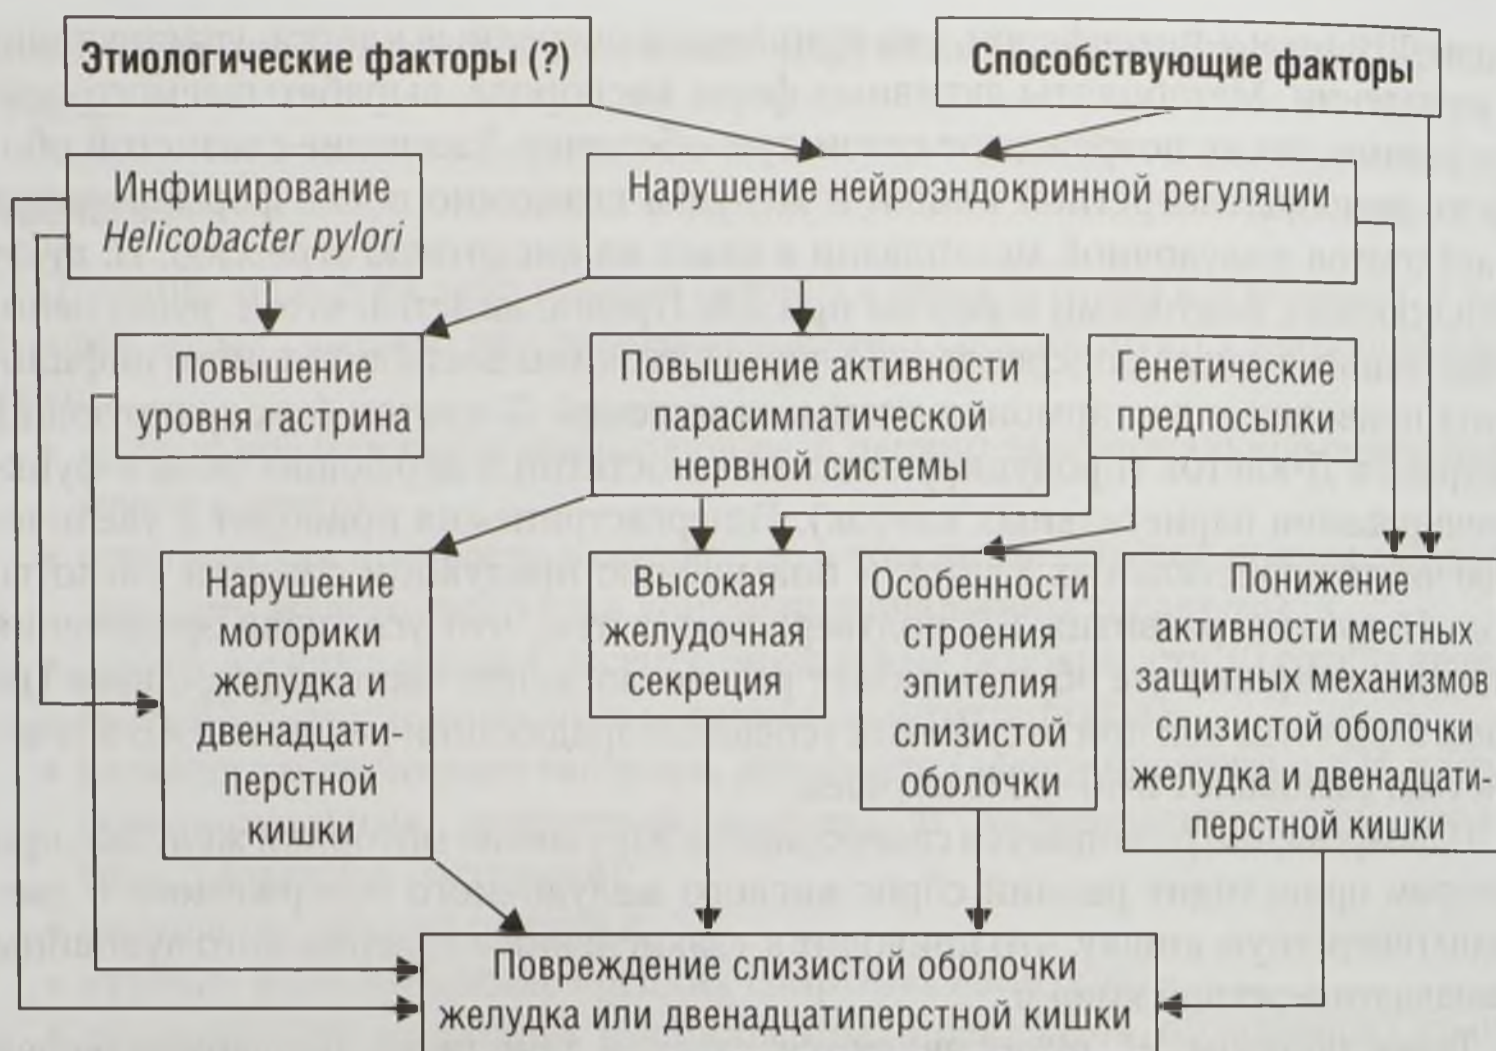 Этиологические факторы (?)
Способствующие факторы
Инфицирование
Helicobacter pylori
Нарушение нейроэндокринной регуляции
Повышение
уровня гастрина
Повышение активности
парасимпатической
нервной системы
Генетические
предпосылки
Нарушение
моторики
желудка и
двенадцати-
перстной
кишки
Высокая
желудочная
секреция
Особенности
строения
эпителия
слизистой
оболочки
Понижение
активности местных
защитных механизмов
слизистой оболочки
желудка и двенадцати-
перстной кишки
Повреждение слизистой оболочки
желудка или двенадцатиперстной кишки